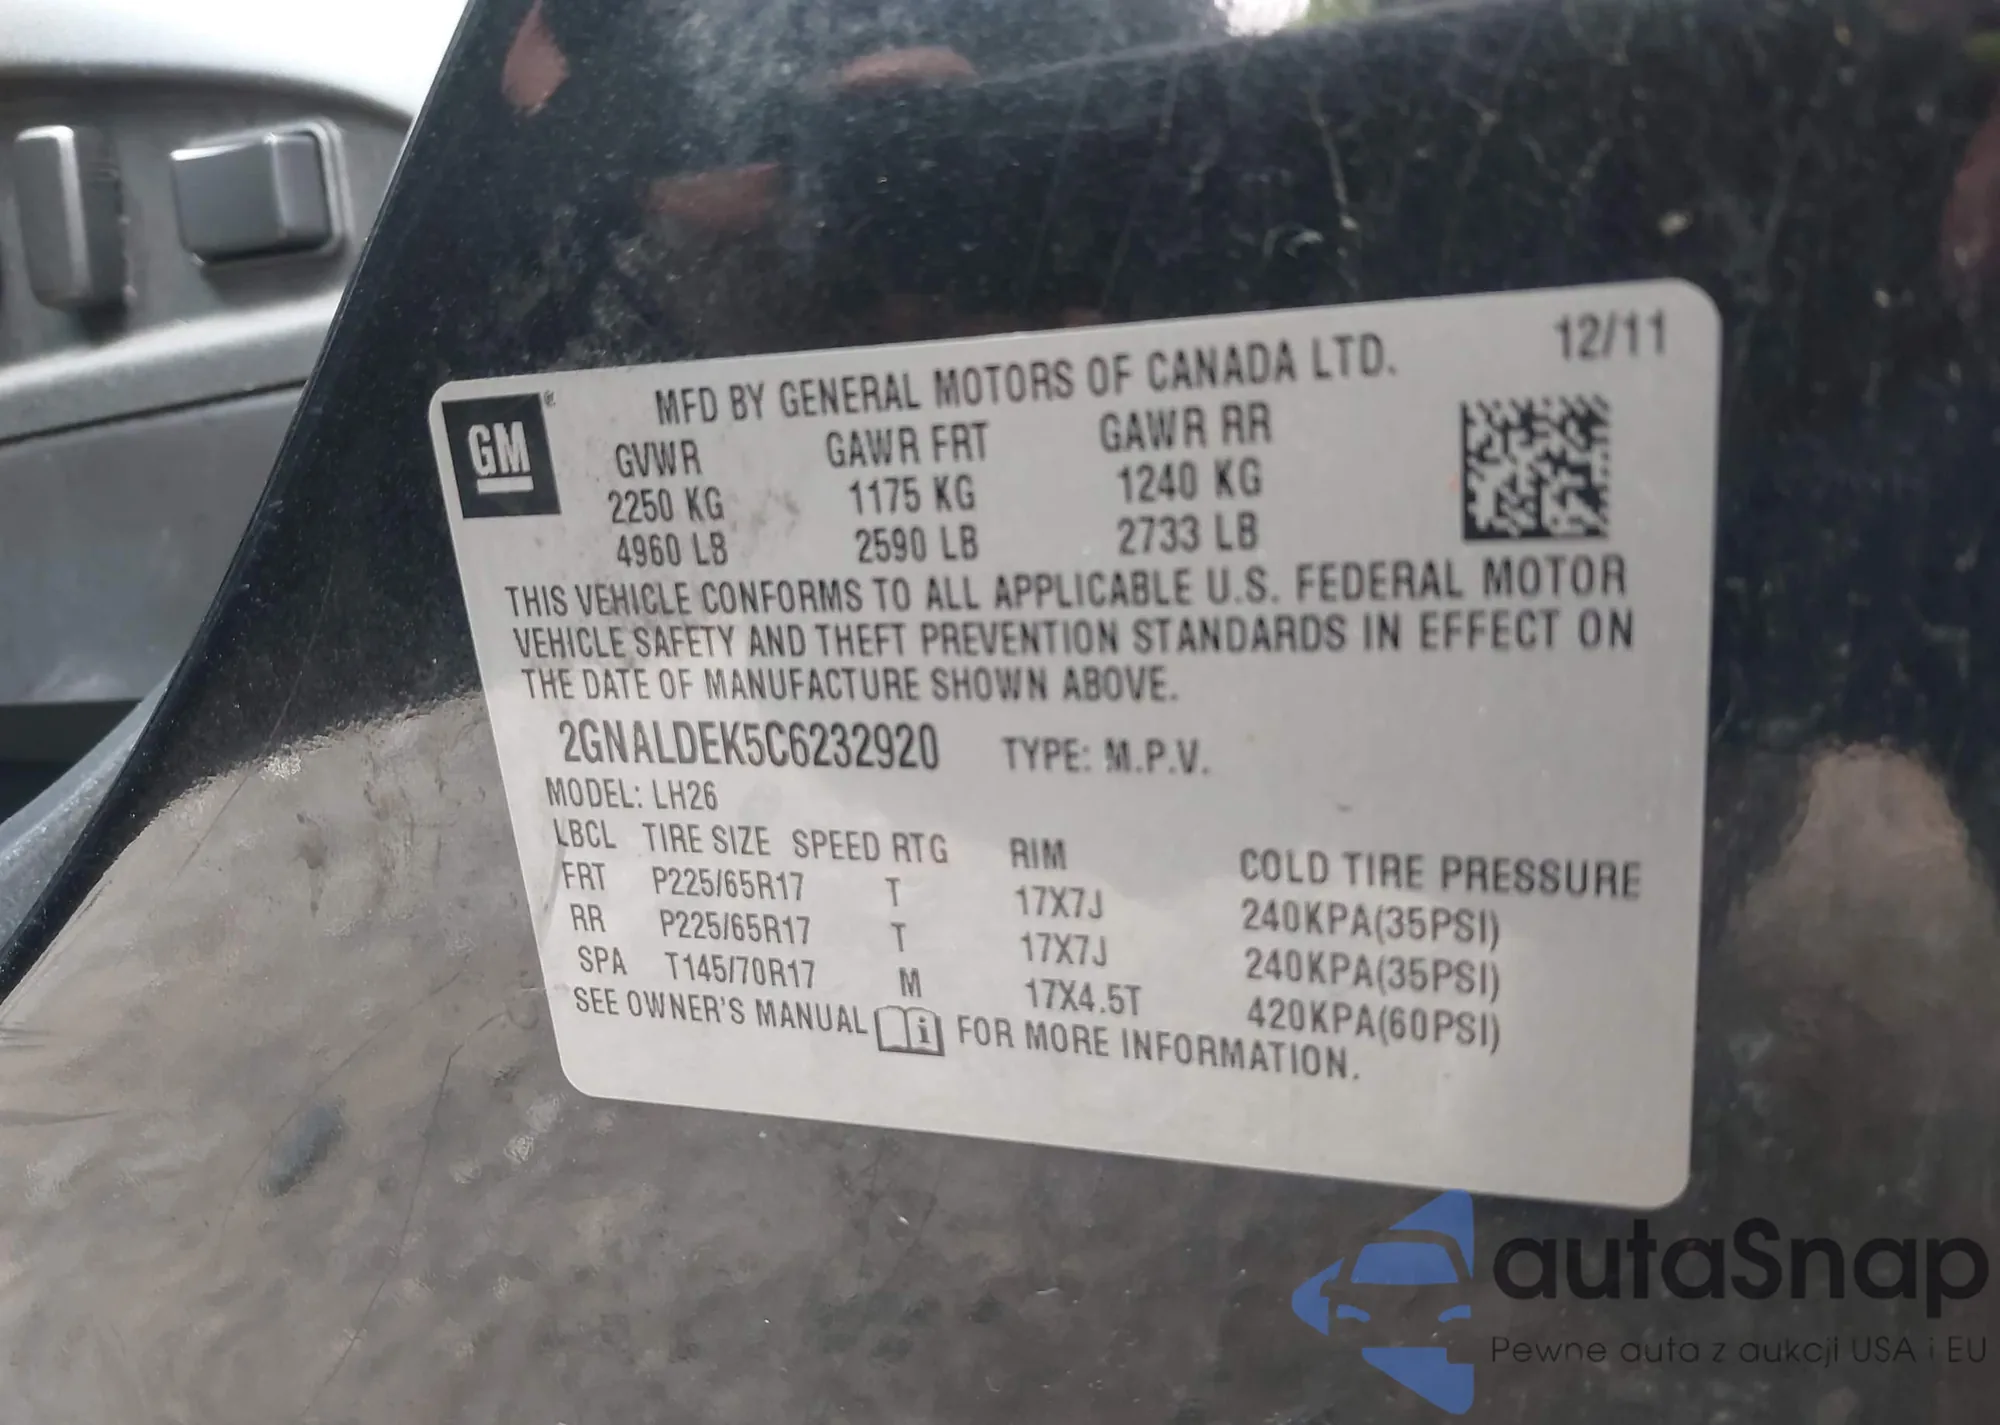 MFD BY GENERAL MOTORS OF CANADA LTD. 12/11
GM®
GVWR GAWR FRT GAWR RR
2250 KG 1175 KG 1240 KG
4960 LB 2590 LB 2733 LB
THIS VEHICLE CONFORMS TO ALL APPLICABLE U.S. FEDERAL MOTOR
VEHICLE SAFETY AND THEFT PREVENTION STANDARDS IN EFFECT ON
THE DATE OF MANUFACTURE SHOWN ABOVE.
2GNALDEK5C6232920 TYPE: M.P.V.
MODEL: LH26
LBCL TIRE SIZE SPEED RTG RIM COLD TIRE PRESSURE
FRT P225/65R17 T 17X7J 240KPA(35PSI)
RR P225/65R17 T 17X7J 240KPA(35PSI)
SPA T145/70R17 M 17X4.5T 420KPA(60PSI)
SEE OWNER'S MANUAL i FOR MORE INFORMATION.
autaSnap
Pewne auta z aukcji USA i EU